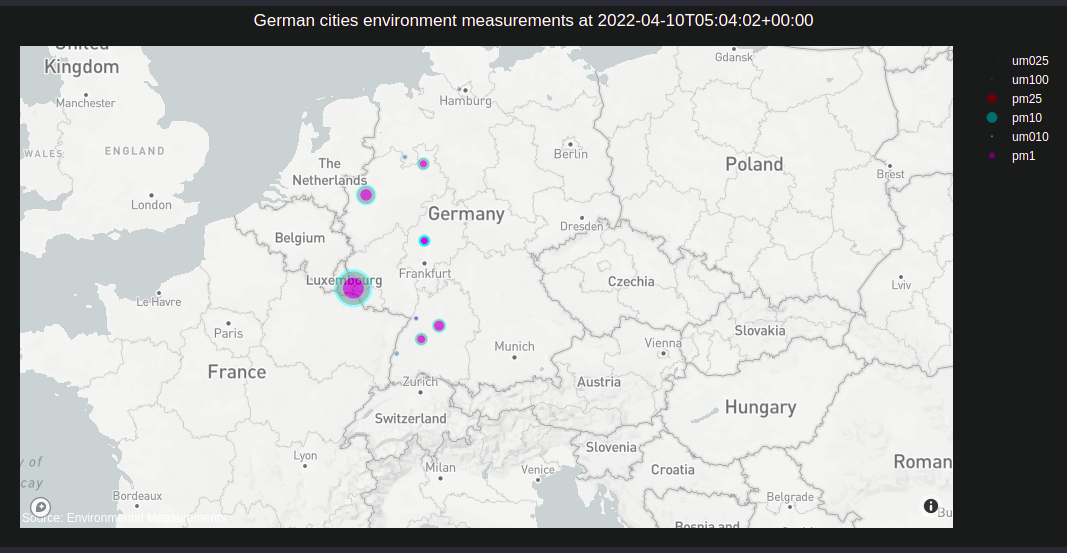 German cities environment measurements at 2022-04-10T05:04:02+00:00
United
Kingdom
Manchester
WALES
ENGLAND
London
The
Netherlands
Belgium
Luxembourg
Le Havre
Paris
France
Lyon
Bordeaux
y of
cay
Hamburg
Berlin
Germany
Dresden
Frankfurt
Munich
Zurich
Switzerland
Milan
Venice
Gdansk
Poland
Brest
Czechia
Lviv
Slovakia
Vienna
Austria
Hungary
Slovenia
Croatia
Roman
Belgrade
Bosnia and
Bu
Source: Environmental Measurements
um025
um100
pm25
pm10
um010
pm1